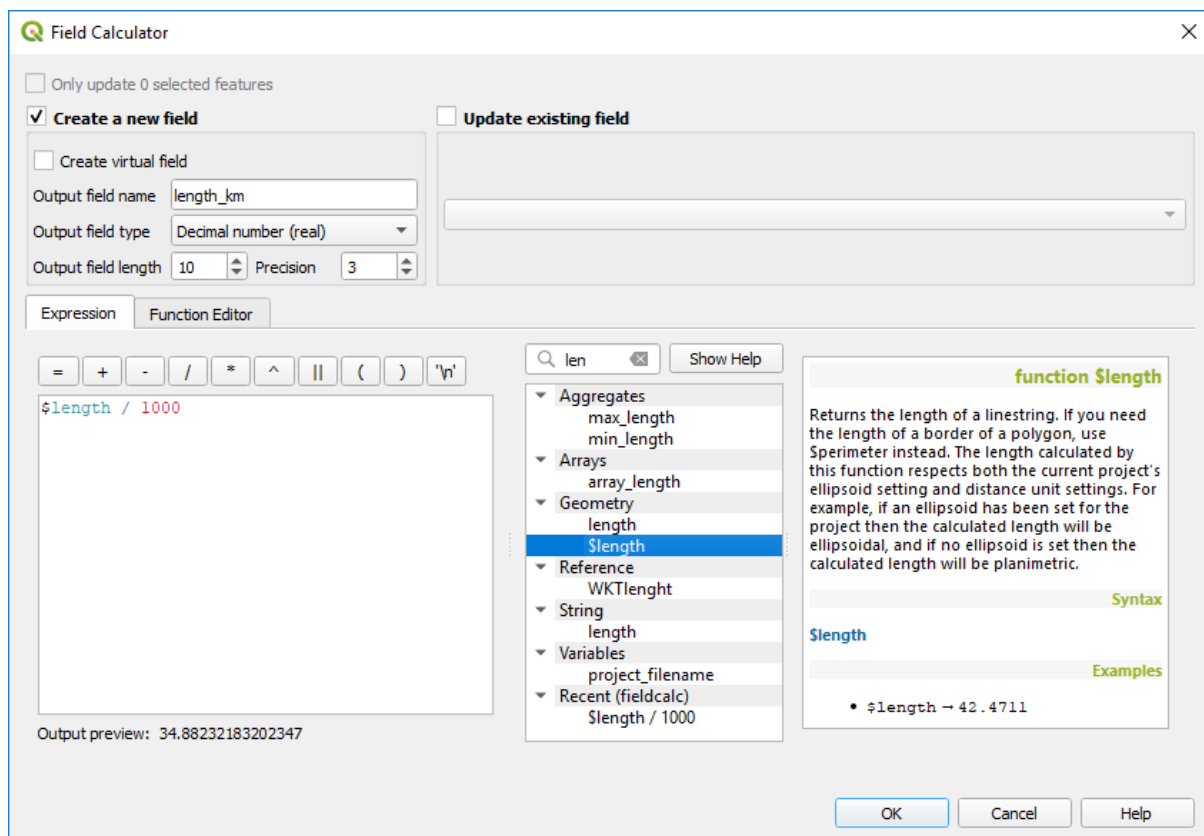 Field Calculator
Only update 0 selected features
Create a new field
Update existing field
Create virtual field
Output field name length_km
Output field type Decimal number (real)
Output field length 10 Precision 3
Expression Function Editor
= + - / * ^ || ( ) '\n'
$length / 1000
Output preview: 34.88232183202347
len Show Help
Aggregates
max_length
min_length
Arrays
array_length
Geometry
length
$length
Reference
WKTlenght
String
length
Variables
project_filename
Recent (fieldcalc)
$length / 1000
function $length
Returns the length of a linestring. If you need
the length of a border of a polygon, use
$perimeter instead. The length calculated by
this function respects both the current project's
ellipsoid setting and distance unit settings. For
example, if an ellipsoid has been set for the
project then the calculated length will be
ellipsoidal, and if no ellipsoid is set then the
calculated length will be planimetric.
Syntax
$length
Examples
• $length → 42.4711
OK Cancel Help